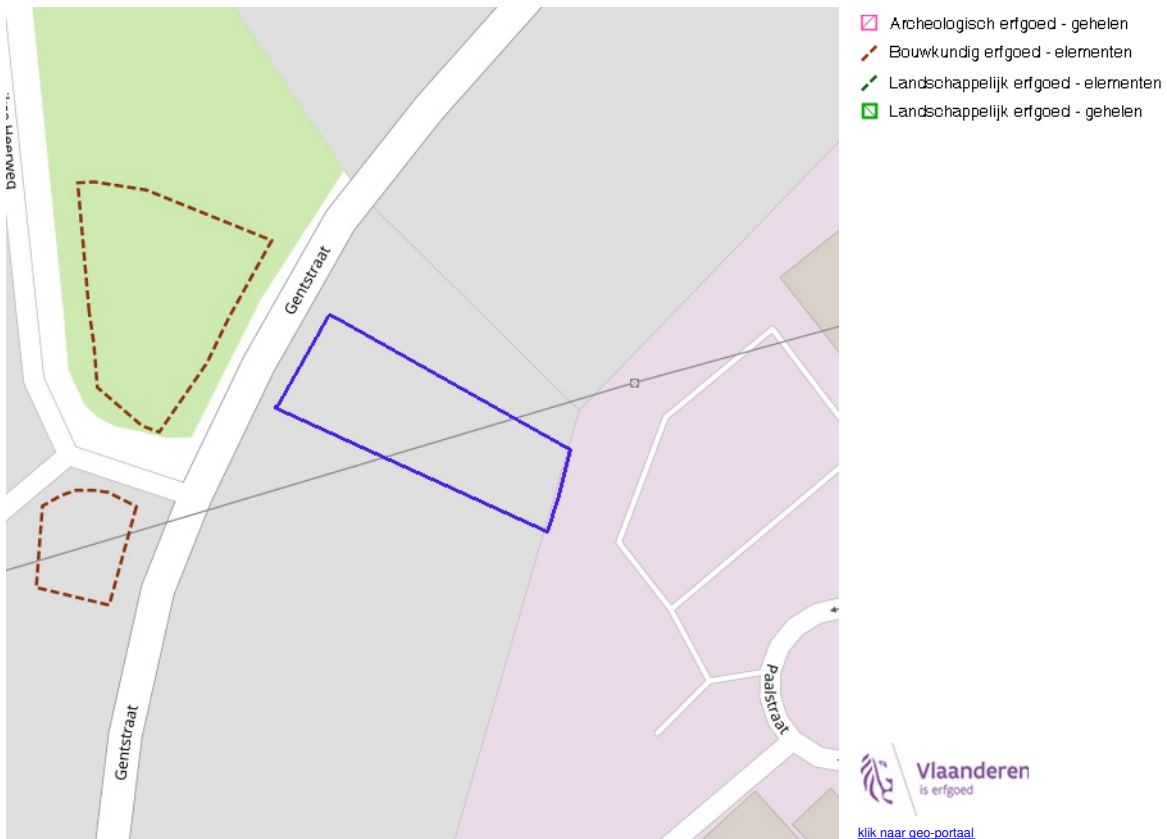 Archeologisch erfgoed - gehelen
Bouwkundig erfgoed - elementen
Landschappelijk erfgoed - elementen
Landschappelijk erfgoed - gehelen
Heerweg
Gentstraat
Gentstraat
Paalstraat
Vlaanderen
is erfgoed
klik naar geo-portaal